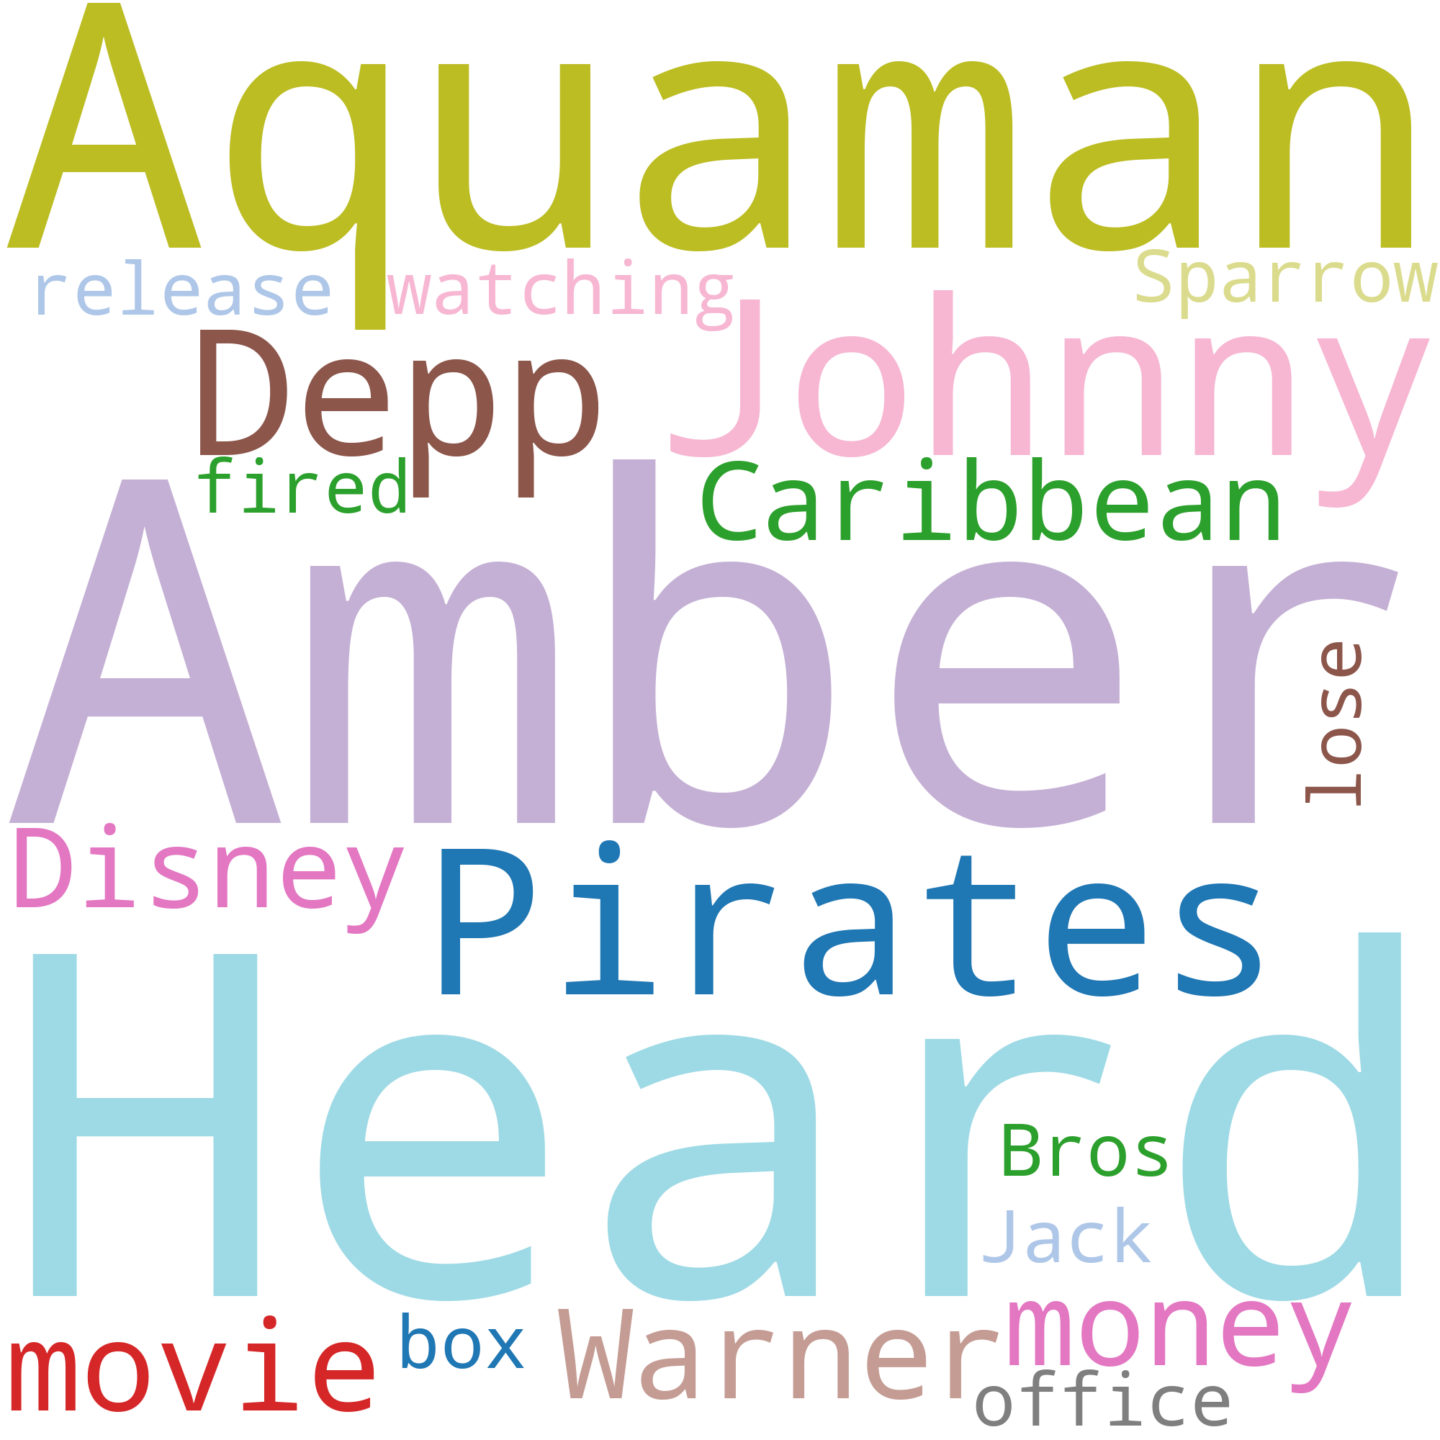 Aquaman
release watching Sparrow
Depp Johnny
fired Caribbean
Amber
lose
Disney Pirates
Heard
Bros
Jack
movie box Warner money
office